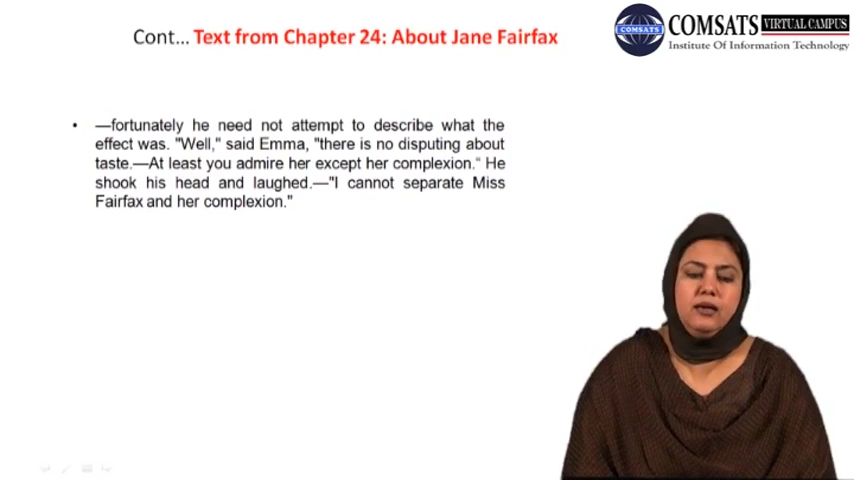 Cont... Text from Chapter 24: About Jane Fairfax
COMSATS
COMSATS VIRTUAL CAMPUS
Institute Of Information Technology
• —fortunately he need not attempt to describe what the
effect was. "Well," said Emma, "there is no disputing about
taste.—At least you admire her except her complexion." He
shook his head and laughed.—"I cannot separate Miss
Fairfax and her complexion."